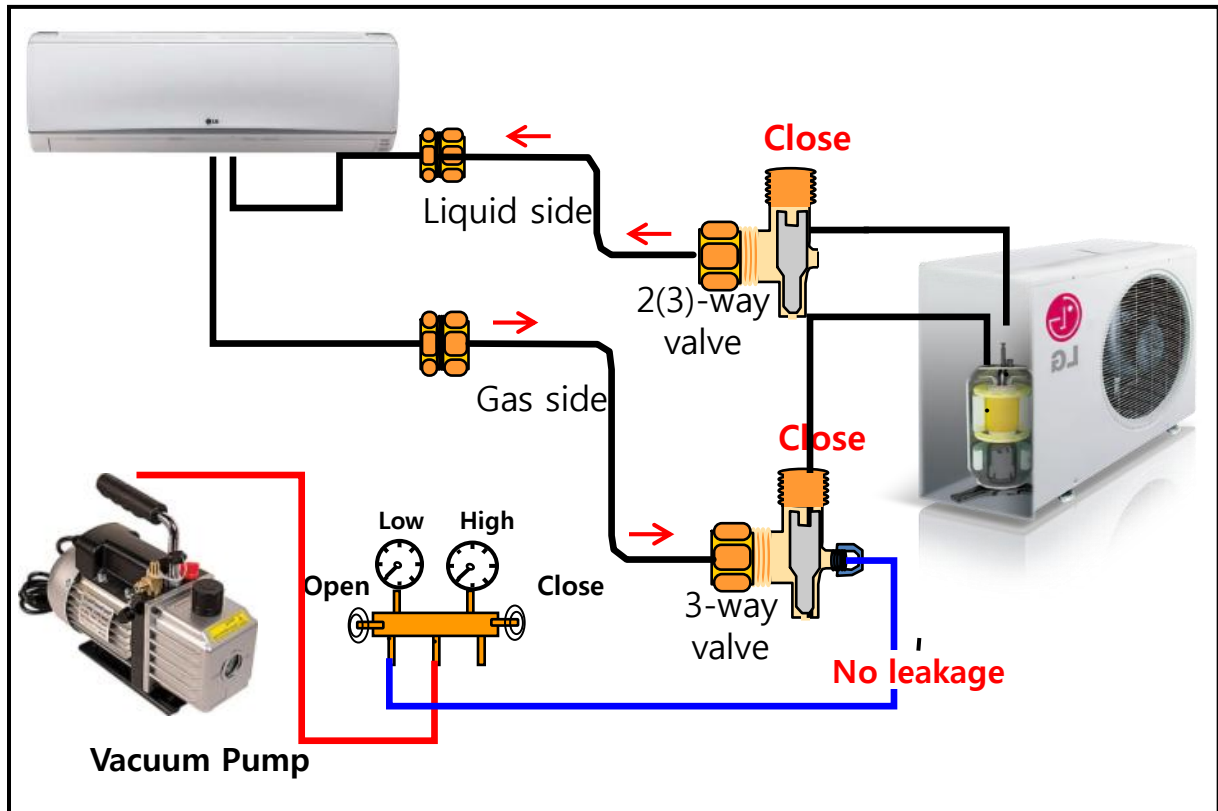 LG
Close
Liquid side
2(3)-way
valve
LG
Gas side
Close
Low
High
Open
Close
3-way
valve
No leakage
Vacuum Pump